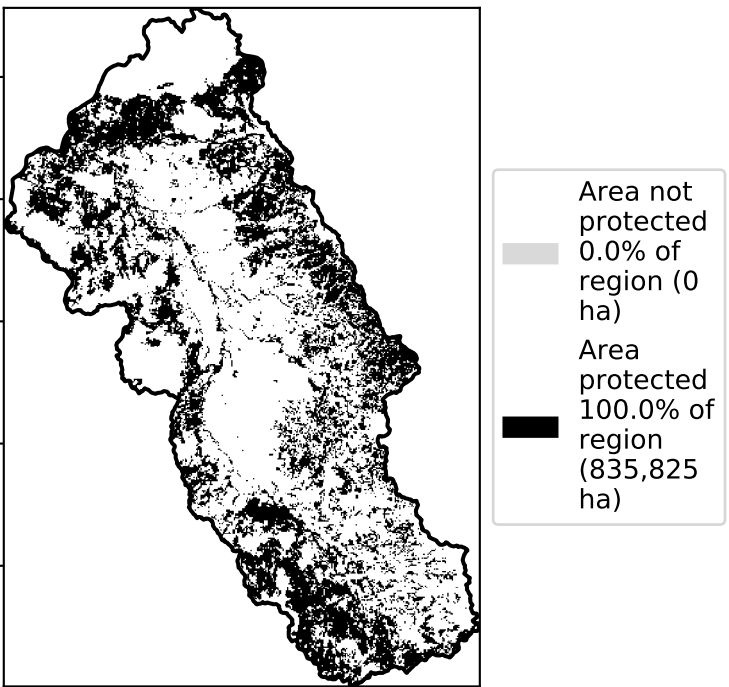 Area not
protected
0.0% of
region (0
ha)
Area
protected
100.0% of
region
(835,825
ha)